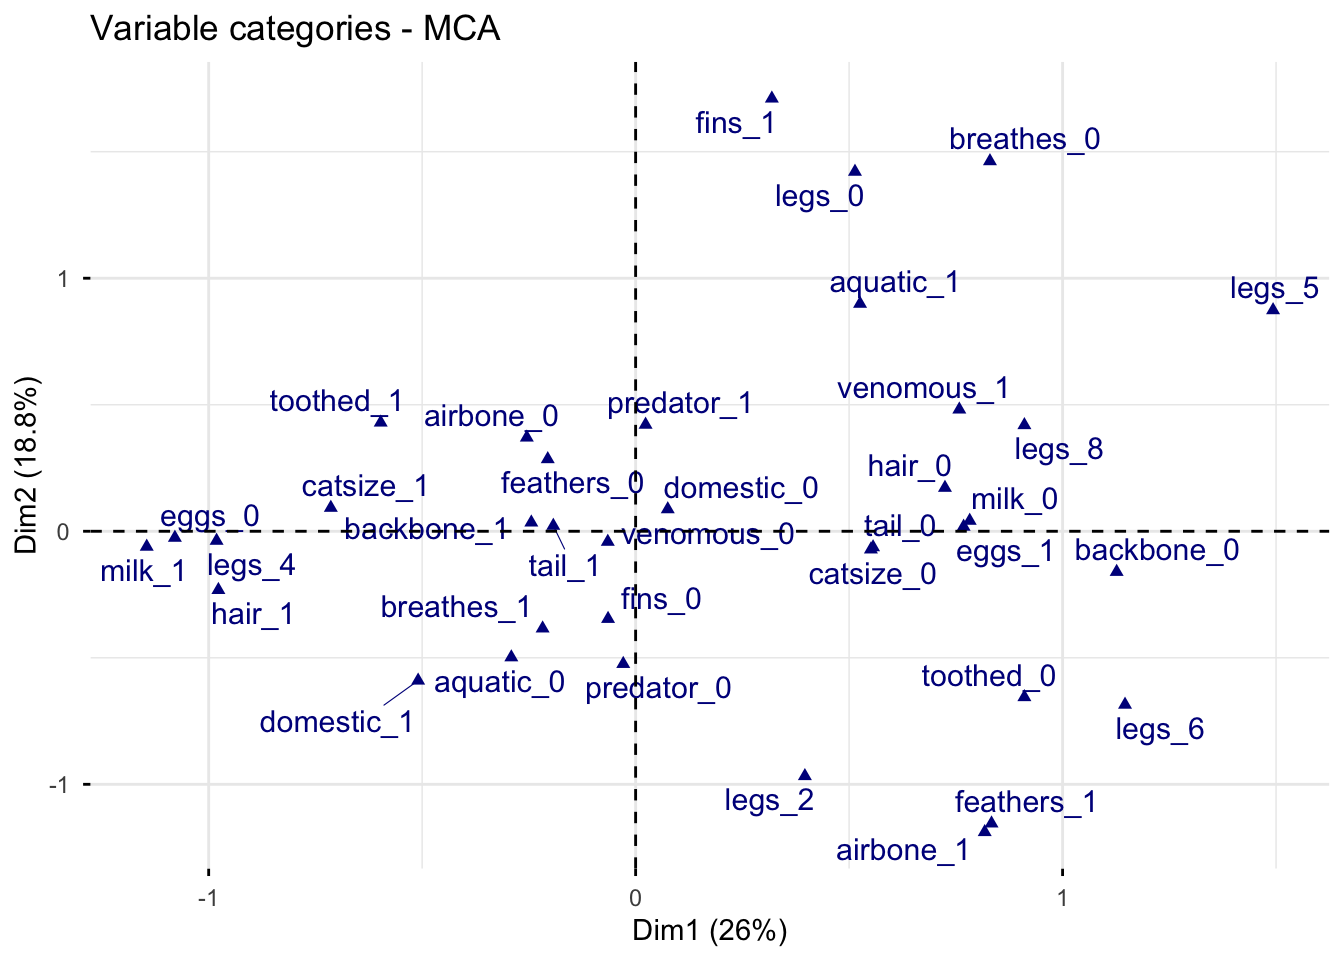 Variable categories - MCA
fins_1
breathes_0
legs_0
aquatic_1
legs_5
venomous_1
toothed_1
airbone_0
predator_1
legs_8
hair_0
feathers_0
domestic_0
catsize_1
milk_0
eggs_0
backbone_1
venomous_0
tail_0
eggs_1
backbone_0
milk_1
legs_4
tail_1
catsize_0
hair_1
breathes_1
fins_0
aquatic_0
predator_0
toothed_0
domestic_1
legs_6
legs_2
feathers_1
airbone_1
1
0
-1
Dim2 (18.8%)
-1
0
1
Dim1 (26%)